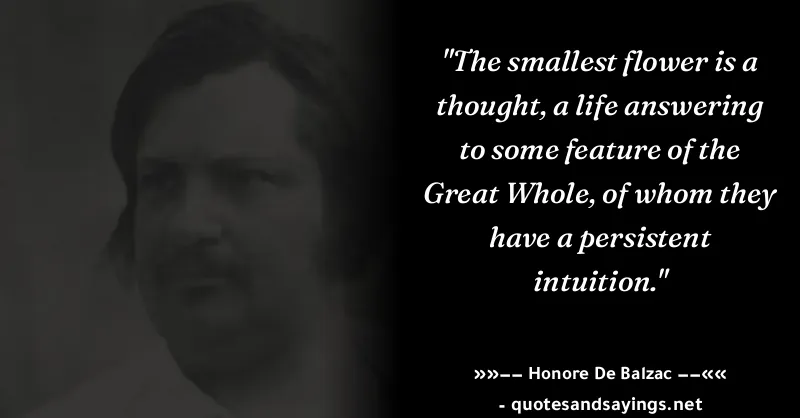 "The smallest flower is a
thought, a life answering
to some feature of the
Great Whole, of whom they
have a persistent
intuition."
»»–– Honore De Balzac ––««
- quotesandsayings.net